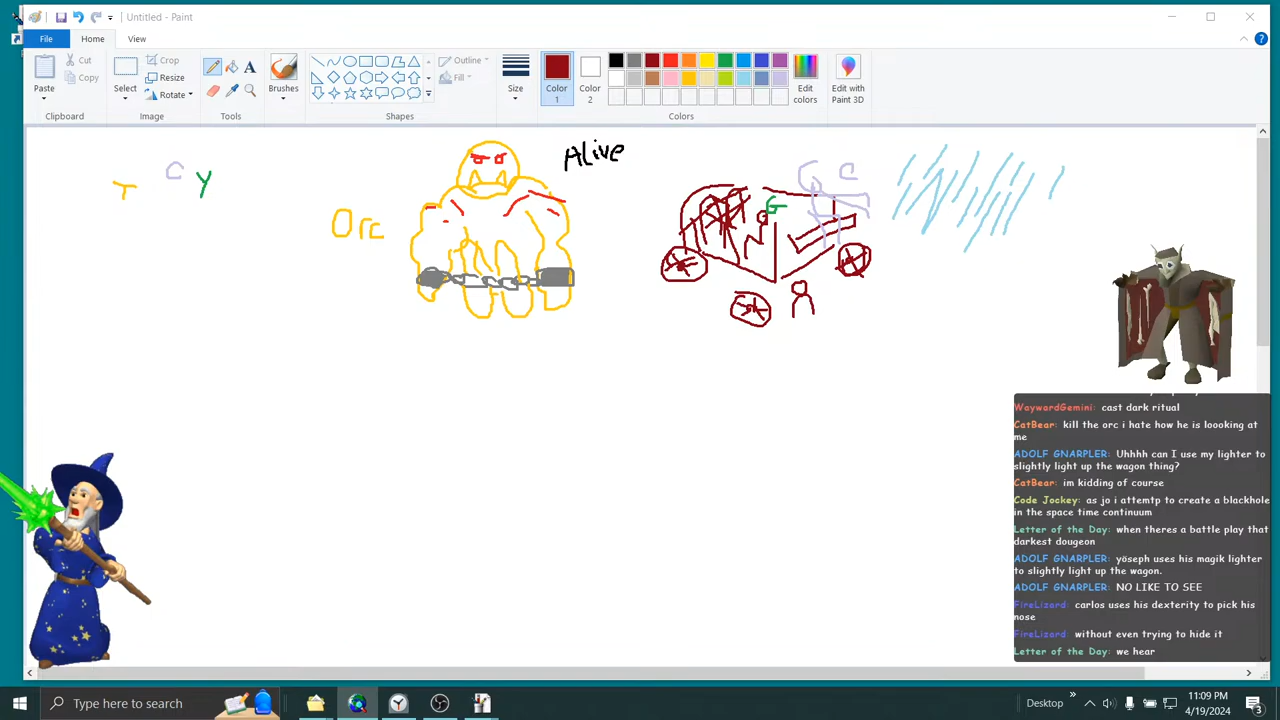 Untitled - Paint
File
Home
View
Paste
Cut
Copy
Clipboard
Select
Crop
Resize
Rotate
Image
A
Tools
Brushes
Shapes
Outline
Fill
Size
Color
1
Color
2
Colors
Edit
colors
Edit with
Paint 3D
T
C
y
Orc
Alive
G
C
C
WaywardGemini: cast dark ritual
CatBear: kill the orc i hate how he is loooking at
me
ADOLF GNARPLER: Uhhhh can I use my lighter to
slightly light up the wagon thing?
CatBear: im kidding of course
Code Jockey: as jo i attemtp to create a blackhole
in the space time continuum
Letter of the Day: when theres a battle play that
darkest dougeon
ADOLF GNARPLER: yöseph uses his magik lighter
to slightly light up the wagon.
ADOLF GNARPLER: NO LIKE TO SEE
FireLizard: carlos uses his dexterity to pick his
nose
FireLizard: without even trying to hide it
Letter of the Day: we hear
Type here to search
Desktop
11:09 PM
4/19/2024
3